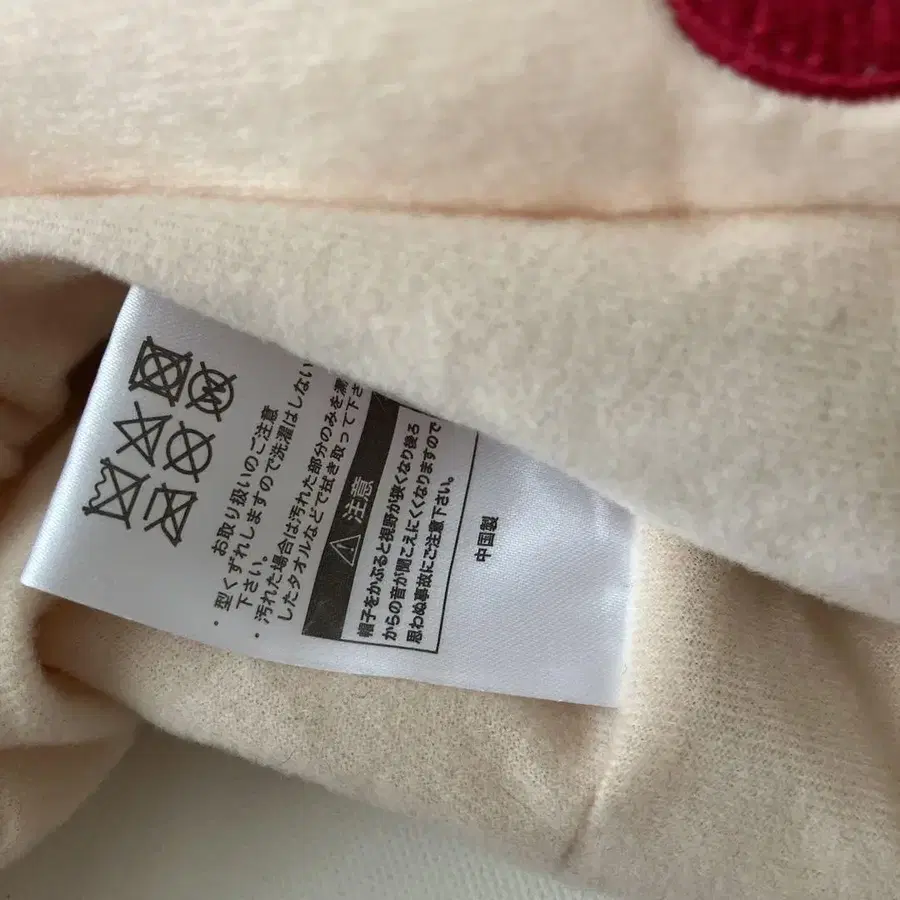 お取り扱いのご注意
・型くずれしますので洗濯はしない
下さい。
・汚れた場合は汚れた部分のみを濡
したタオルなどで拭き取って下さ
注意
帽子をかぶると視野が狭くなり後ろ
からの音が聞こえにくくなりますので
思わぬ事故にご注意下さい。
中国製